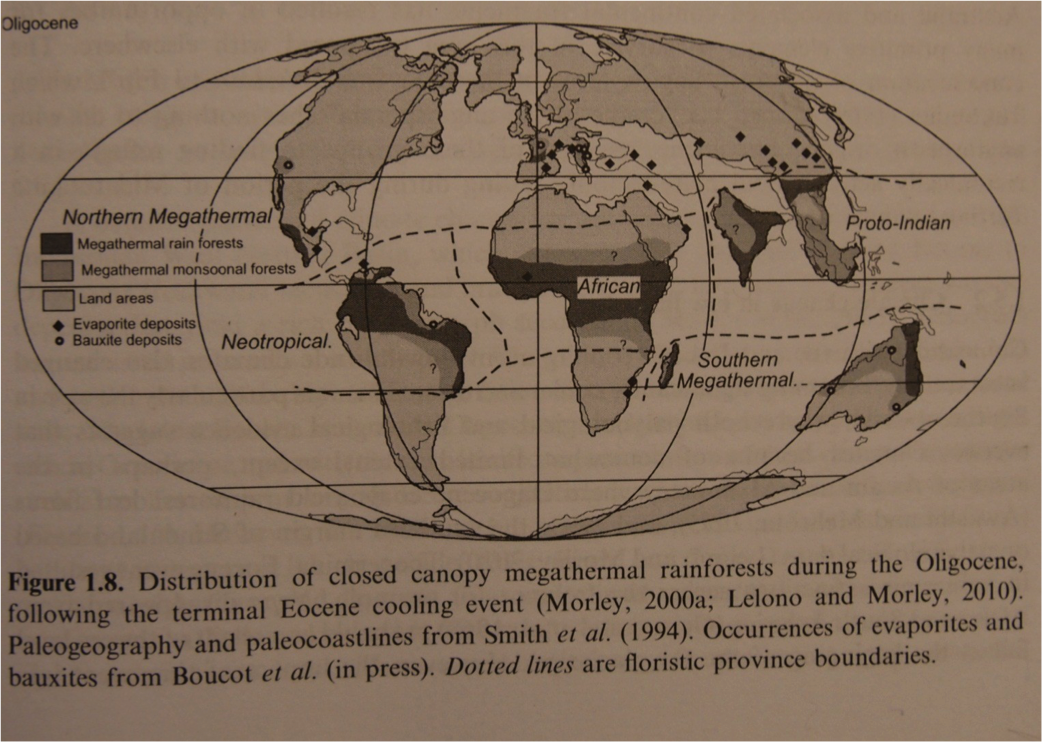 Oligocene
Northern Megathermal
Megathermal rain forests
Megathermal monsoonal forests
Land areas
Evaporite deposits
Bauxite deposits
Proto-Indian
African
Neotropical.
Southern
Megathermal.
?
?
?
?
?
Figure 1.8. Distribution of closed canopy megathermal rainforests during the Oligocene,
following the terminal Eocene cooling event (Morley, 2000a; Lelono and Morley, 2010).
Paleogeography and paleocoastlines from Smith et al. (1994). Occurrences of evaporites and
bauxites from Boucot et al. (in press). Dotted lines are floristic province boundaries.